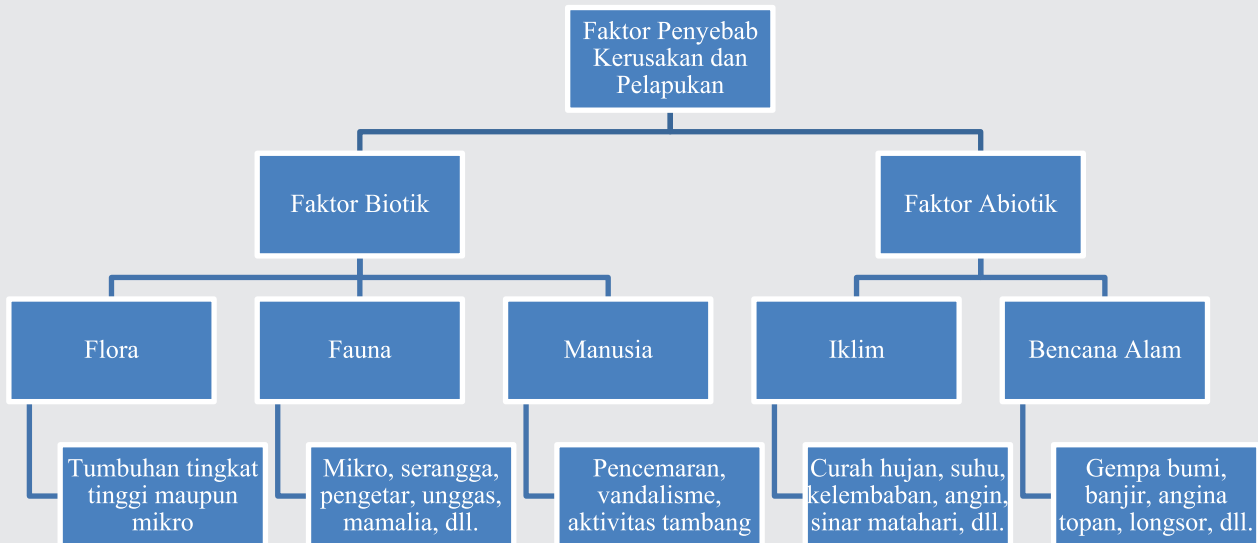 Faktor Penyebab
Kerusakan dan
Pelapukan
Faktor Biotik
Faktor Abiotik
Flora
Fauna
Manusia
Iklim
Bencana Alam
Tumbuhan tingkat
tinggi maupun
mikro
Mikro, serangga,
pengetar, unggas,
mamalia, dll.
Pencemaran,
vandalisme,
aktivitas tambang
Curah hujan, suhu,
kelembaban, angin,
sinar matahari, dll.
Gempa bumi,
banjir, angina
topan, longsor, dll.